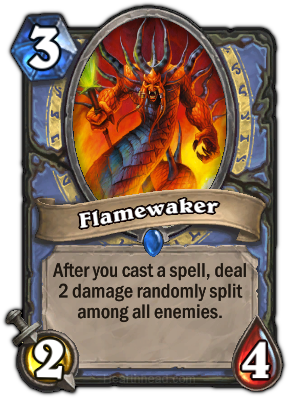 3
Flamewaker
After you cast a spell, deal
2 damage randomly split
among all enemies.
2
4